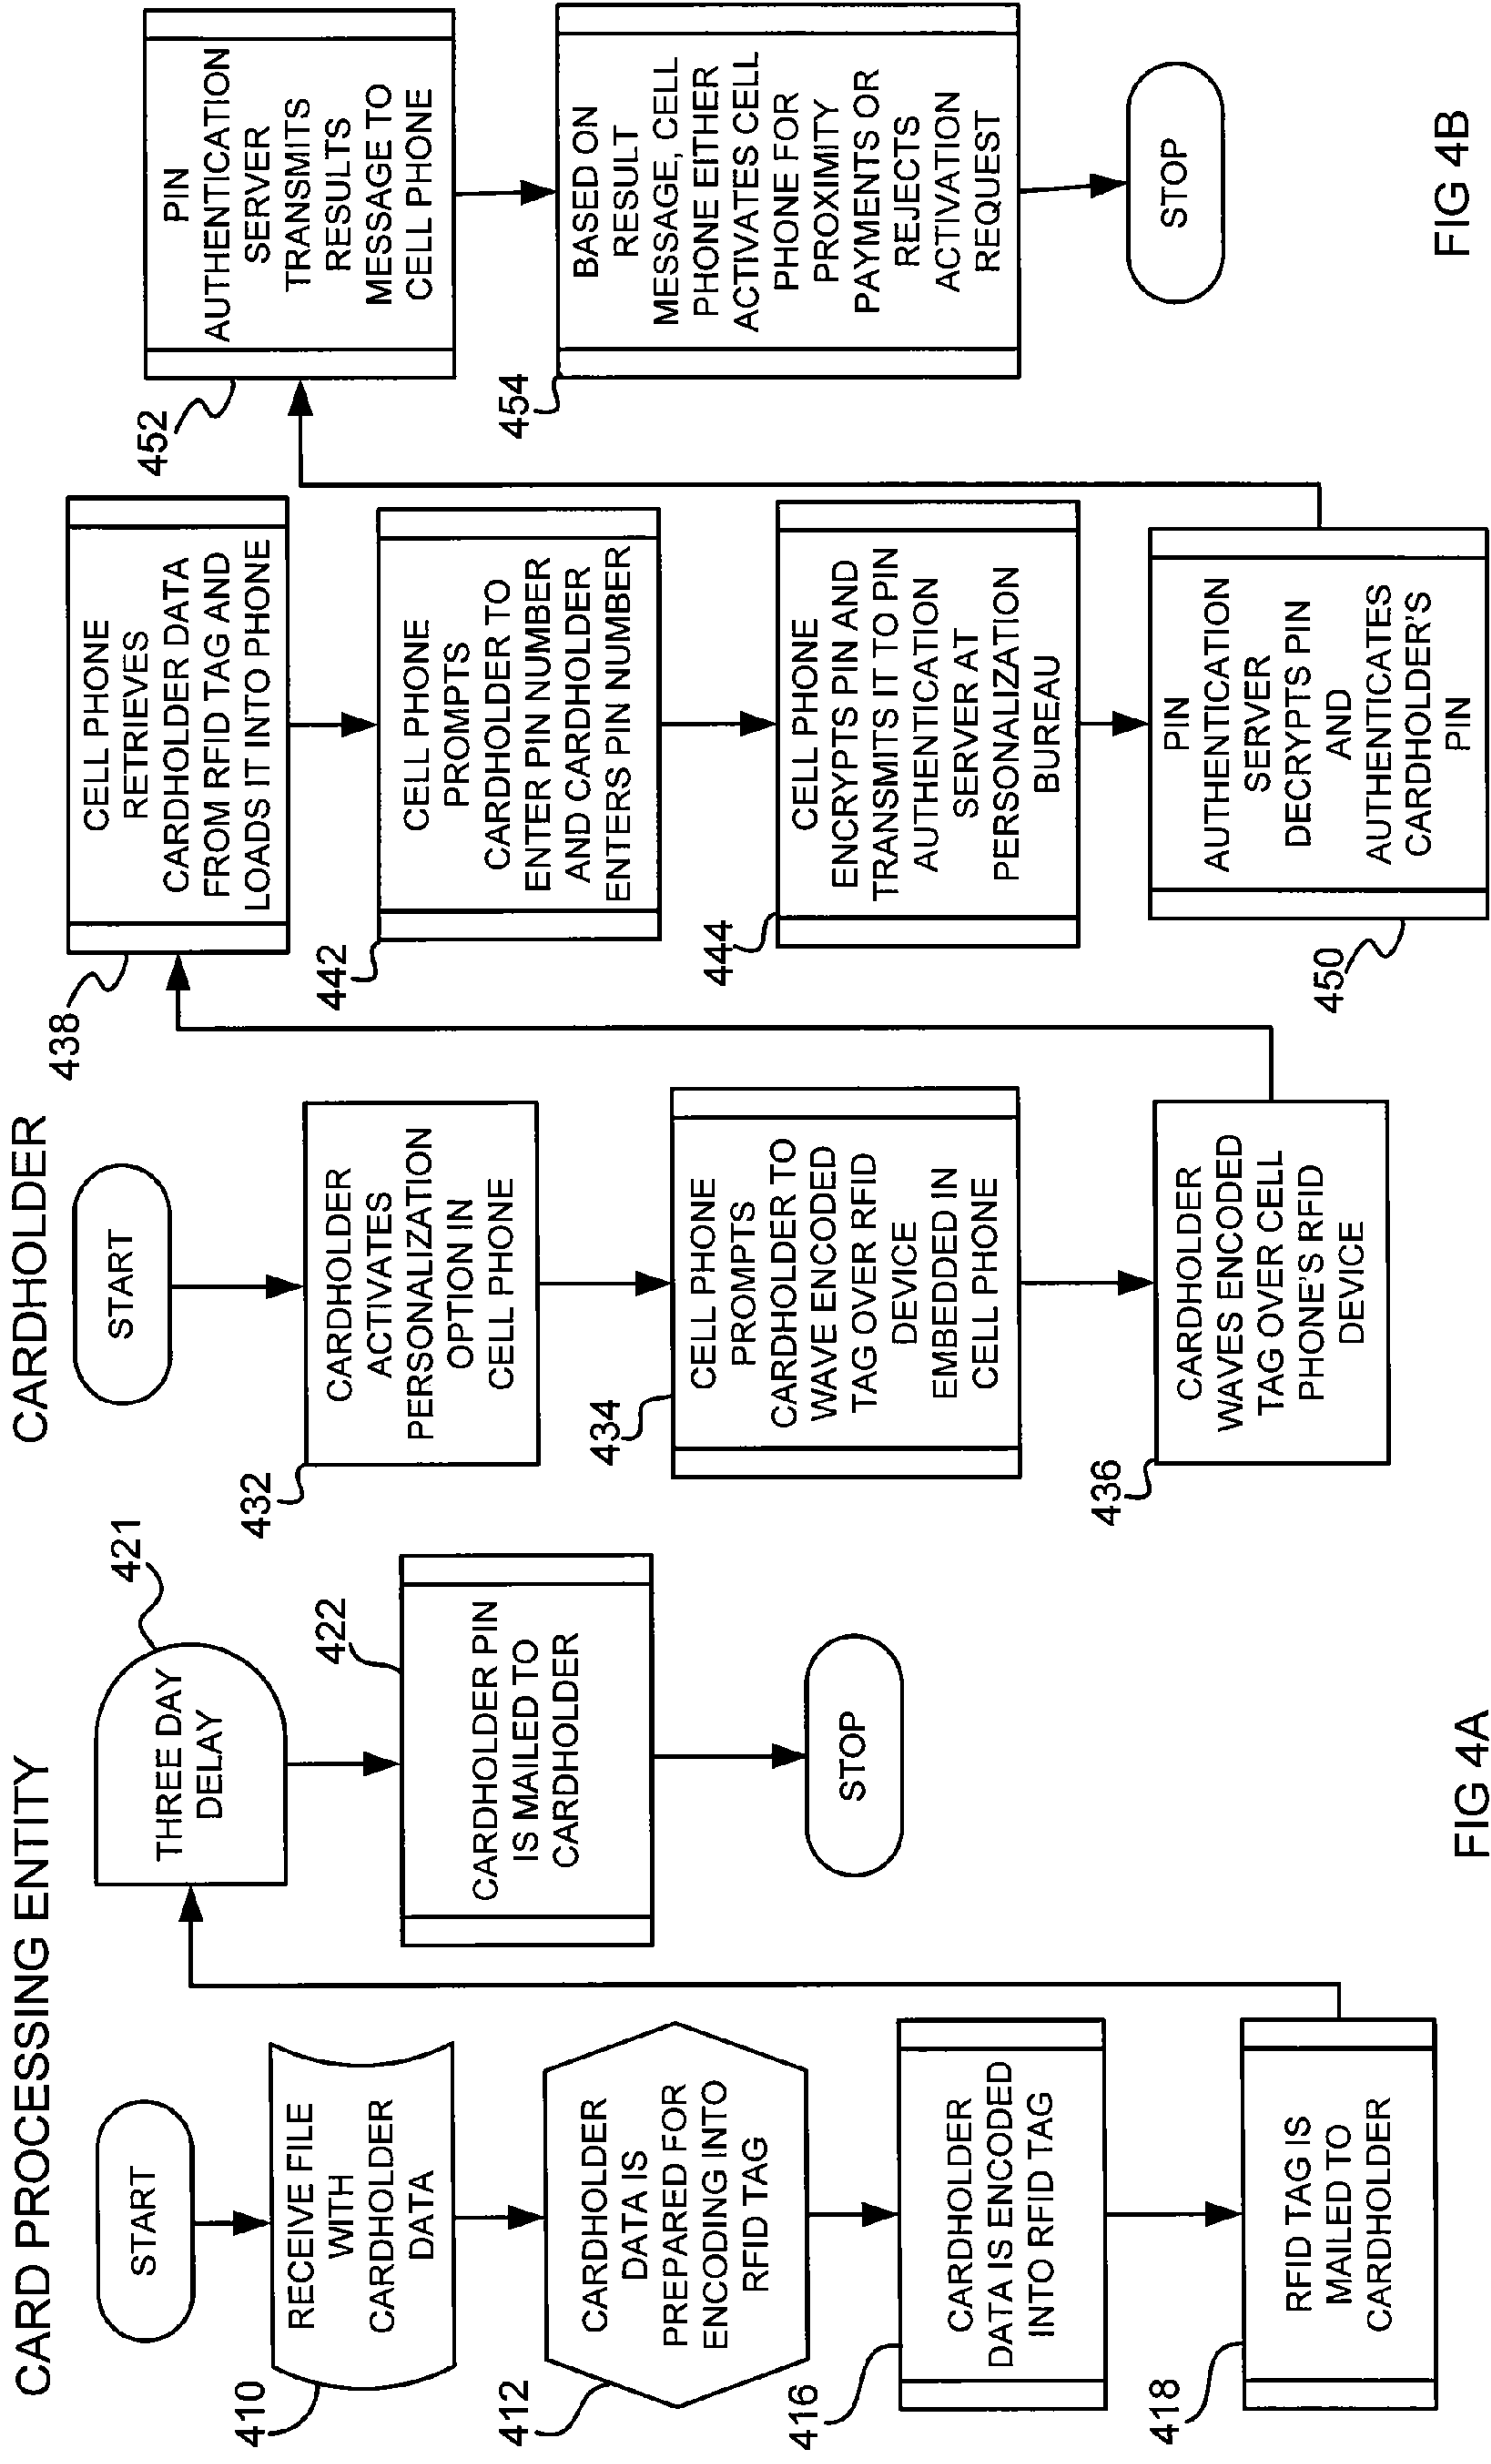 CARD PROCESSING ENTITY
START
410
RECEIVE FILE
WITH
CARDHOLDER
DATA
412
CARDHOLDER
DATA IS
PREPARED FOR
ENCODING INTO
RFID TAG
416
CARDHOLDER
DATA IS ENCODED
INTO RFID TAG
418
RFID TAG IS
MAILED TO
CARDHOLDER
421
THREE DAY
DELAY
422
CARDHOLDER PIN
IS MAILED TO
CARDHOLDER
STOP
FIG 4A
CARDHOLDER
START
432
CARDHOLDER
ACTIVATES
PERSONALIZATION
OPTION IN
CELL PHONE
434
CELL PHONE
PROMPTS
CARDHOLDER TO
WAVE ENCODED
TAG OVER RFID
DEVICE
EMBEDDED IN
CELL PHONE
436
CARDHOLDER
WAVES ENCODED
TAG OVER CELL
PHONE'S RFID
DEVICE
438
CELL PHONE
RETRIEVES
CARDHOLDER DATA
FROM RFID TAG AND
LOADS IT INTO PHONE
442
CELL PHONE
PROMPTS
CARDHOLDER TO
ENTER PIN NUMBER
AND CARDHOLDER
ENTERS PIN NUMBER
444
CELL PHONE
ENCRYPTS PIN AND
TRANSMITS IT TO PIN
AUTHENTICATION
SERVER AT
PERSONALIZATION
BUREAU
450
PIN
AUTHENTICATION
SERVER
DECRYPTS PIN
AND
AUTHENTICATES
CARDHOLDER'S
PIN
452
PIN
AUTHENTICATION
SERVER
TRANSMITS
RESULTS
MESSAGE TO
CELL PHONE
454
BASED ON
RESULT
MESSAGE, CELL
PHONE EITHER
ACTIVATES CELL
PHONE FOR
PROXIMITY
PAYMENTS OR
REJECTS
ACTIVATION
REQUEST
STOP
FIG 4B